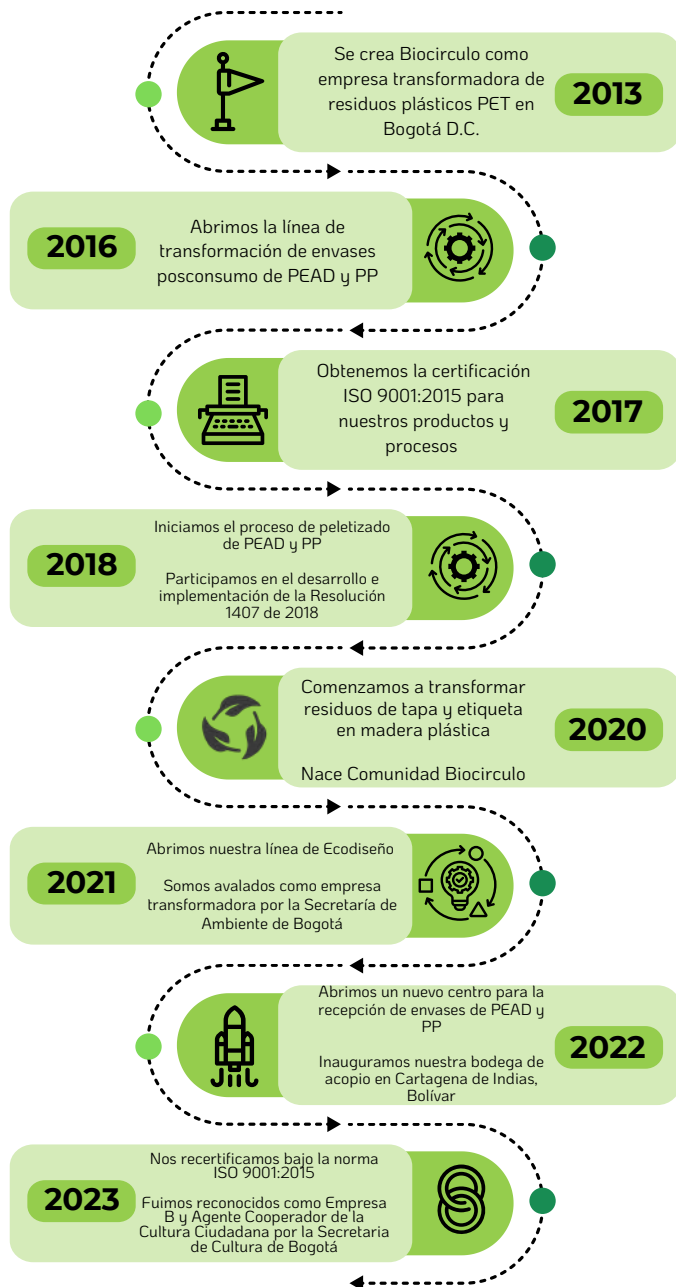 Se crea Biocirculo como
empresa transformadora de
residuos plásticos PET en
Bogotá D.C.
2013
2016
Abrimos la línea de
transformación de envases
posconsumo de PEAD y PP
Obtenemos la certificación
ISO 9001:2015 para
nuestros productos y
procesos
2017
2018
Iniciamos el proceso de peletizado
de PEAD y PP
Participamos en el desarrollo e
implementación de la Resolución
1407 de 2018
Comenzamos a transformar
residuos de tapa y etiqueta
en madera plástica
Nace Comunidad Biocirculo
2020
2021
Abrimos nuestra línea de Ecodiseño
Somos avalados como empresa
transformadora por la Secretaría de
Ambiente de Bogotá
Abrimos un nuevo centro para la
recepción de envases de PEAD y
PP
Inauguramos nuestra bodega de
acopio en Cartagena de Indias,
Bolívar
2022
2023
Nos recertificamos bajo la norma
ISO 9001:2015
Fuimos reconocidos como Empresa
B y Agente Cooperador de la
Cultura Ciudadana por la Secretaria
de Cultura de Bogotá